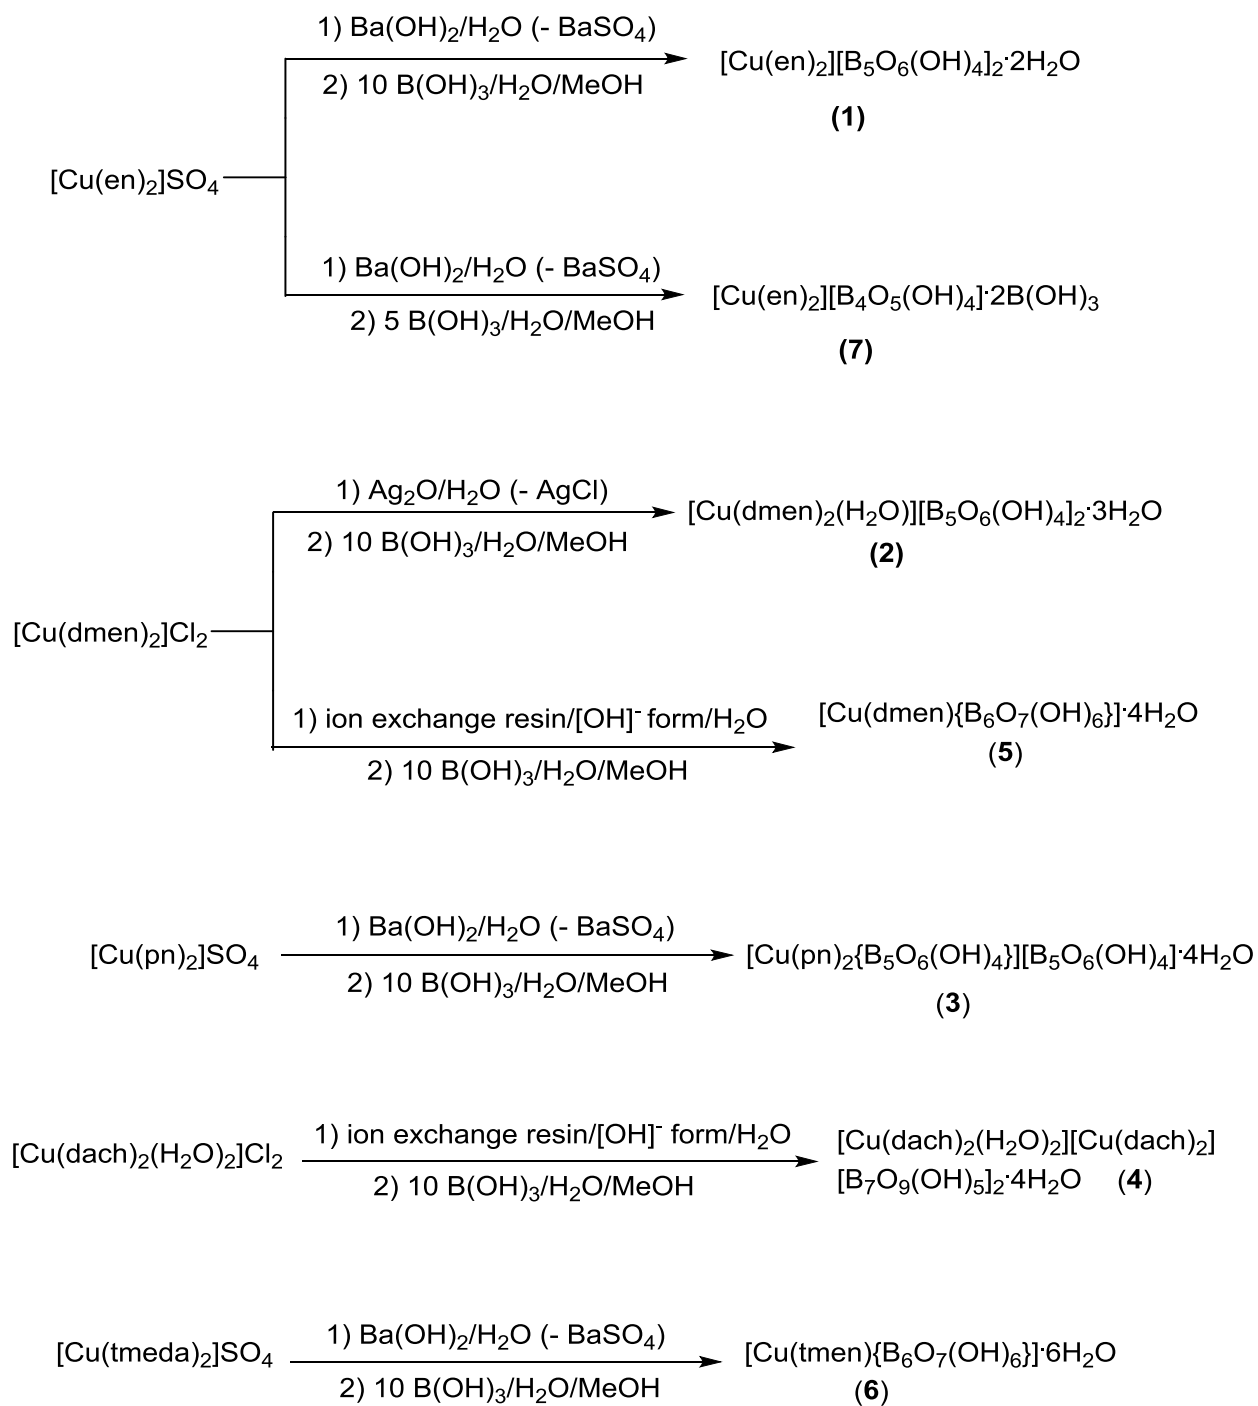 1) Ba(OH)₂/H₂O (- BaSO₄)
[Cu(en)₂][B₅O₆(OH)₄]₂·2H₂O
2) 10 B(OH)₃/H₂O/MeOH
(1)
[Cu(en)₂]SO₄
1) Ba(OH)₂/H₂O (- BaSO₄)
[Cu(en)₂][B₄O₅(OH)₄]·2B(OH)₃
2) 5 B(OH)₃/H₂O/MeOH
(7)
1) Ag₂O/H₂O (- AgCl)
[Cu(dmen)₂(H₂O)][B₅O₆(OH)₄]₂·3H₂O
2) 10 B(OH)₃/H₂O/MeOH
(2)
[Cu(dmen)₂]Cl₂
1) ion exchange resin/[OH]⁻ form/H₂O
[Cu(dmen){B₆O₇(OH)₆}]·4H₂O
(5)
2) 10 B(OH)₃/H₂O/MeOH
1) Ba(OH)₂/H₂O (- BaSO₄)
[Cu(pn)₂]SO₄
[Cu(pn)₂{B₅O₆(OH)₄}][B₅O₆(OH)₄]·4H₂O
2) 10 B(OH)₃/H₂O/MeOH
(3)
1) ion exchange resin/[OH]⁻ form/H₂O
[Cu(dach)₂(H₂O)₂]Cl₂
[Cu(dach)₂(H₂O)₂][Cu(dach)₂]
[B₇O₉(OH)₅]₂·4H₂O (4)
2) 10 B(OH)₃/H₂O/MeOH
1) Ba(OH)₂/H₂O (- BaSO₄)
[Cu(tmeda)₂]SO₄
[Cu(tmen){B₆O₇(OH)₆}]·6H₂O
2) 10 B(OH)₃/H₂O/MeOH
(6)